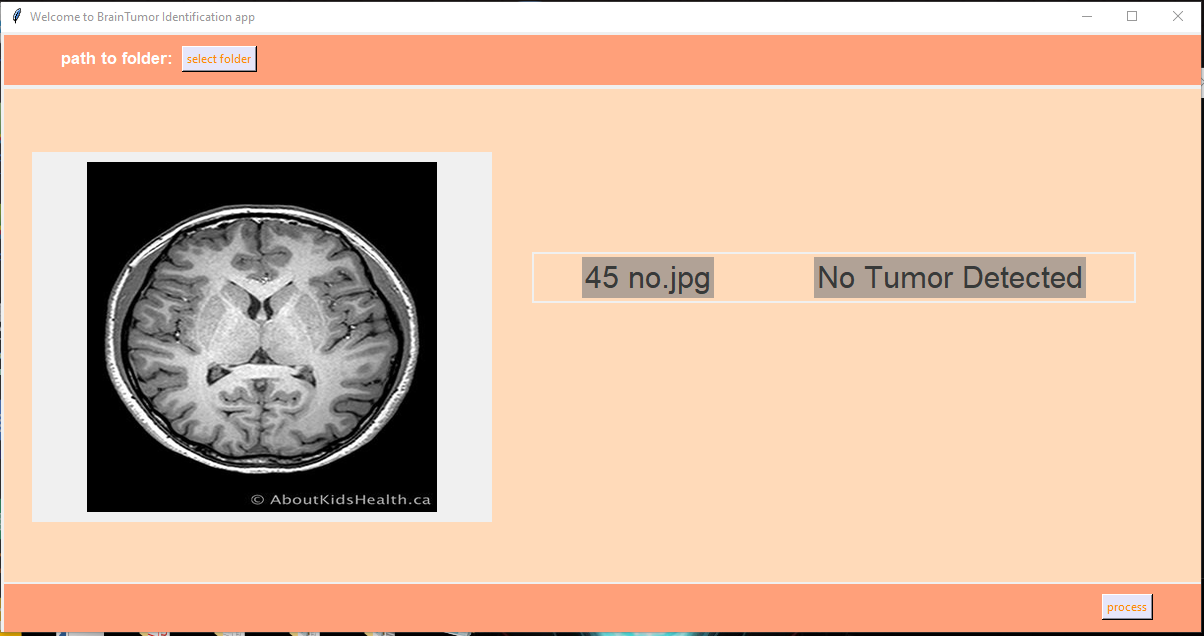 Welcome to BrainTumor Identification app
path to folder: select folder
45 no.jpg No Tumor Detected
© AboutKidsHealth.ca
process